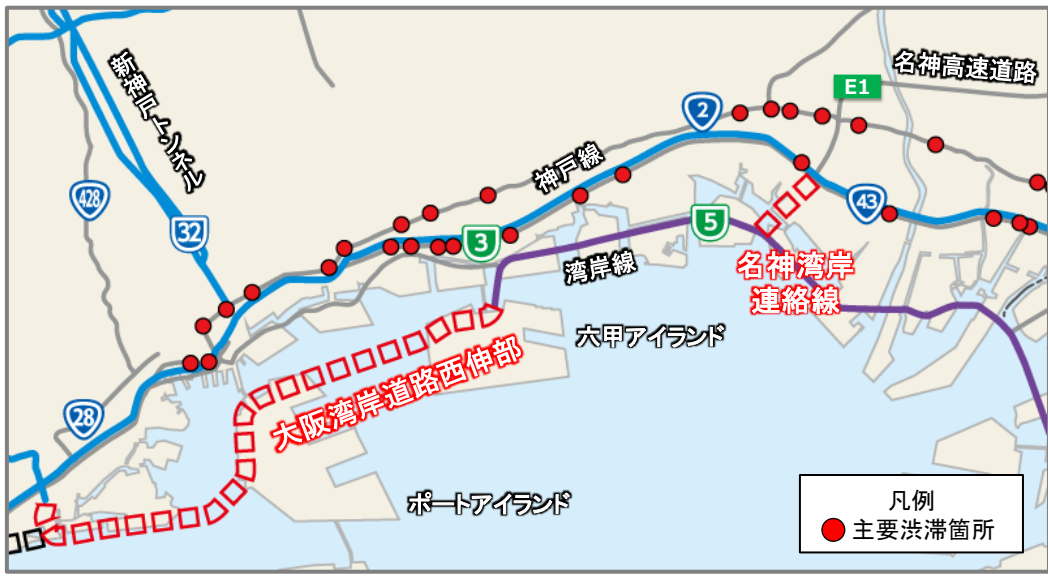 名神高速道路
E1
新神戸トンネル
2
神戸線
428
43
32
3
5
湾岸線
名神湾岸
連絡線
六甲アイランド
大阪湾岸道路西伸部
28
ポートアイランド
凡例
主要渋滞箇所